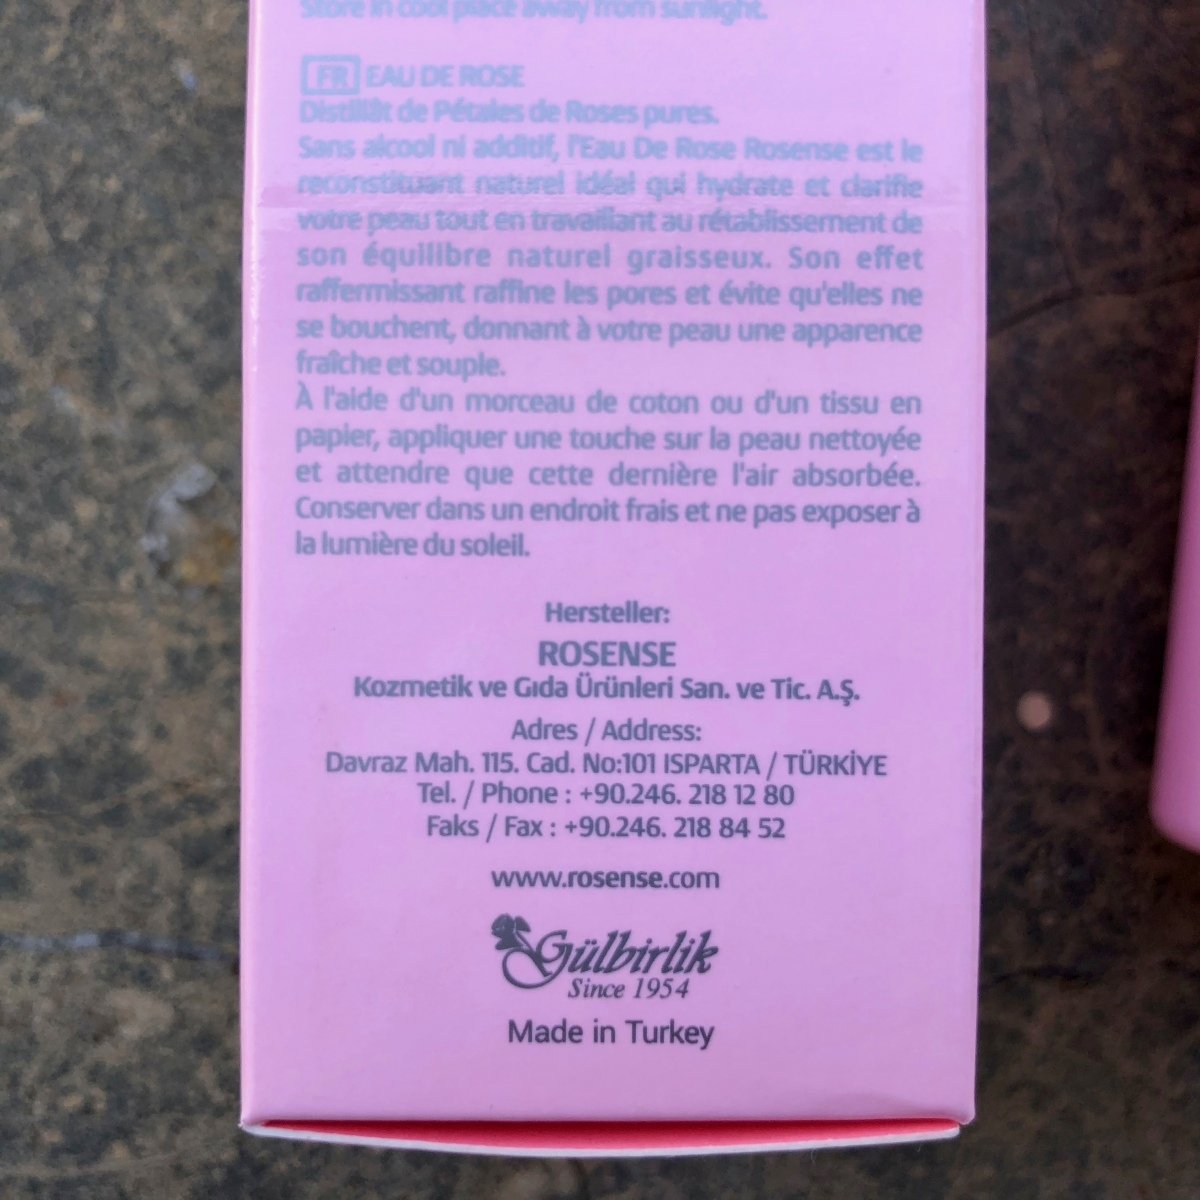 Store in cool place away from sunlight.
FR EAU DE ROSE
Distillât de Pétales de Roses pures.
Sans alcool ni additif, l'Eau De Rose Rosense est le
reconstituant naturel idéal qui hydrate et clarifie
votre peau tout en travaillant au rétablissement de
son équilibre naturel graisseux. Son effet
raffermissant raffine les pores et évite qu'elles ne
se bouchent, donnant à votre peau une apparence
fraîche et souple.
À l'aide d'un morceau de coton ou d'un tissu en
papier, appliquer une touche sur la peau nettoyée
et attendre que cette dernière l'air absorbée.
Conserver dans un endroit frais et ne pas exposer à
la lumière du soleil.
Hersteller:
ROSENSE
Kozmetik ve Gıda Ürünleri San. ve Tic. A.Ş.
Adres / Address:
Davraz Mah. 115. Cad. No:101 ISPARTA / TÜRKİYE
Tel. / Phone : +90.246. 218 12 80
Faks / Fax : +90.246. 218 84 52
www.rosense.com
Gülbirlik
Since 1954
Made in Turkey